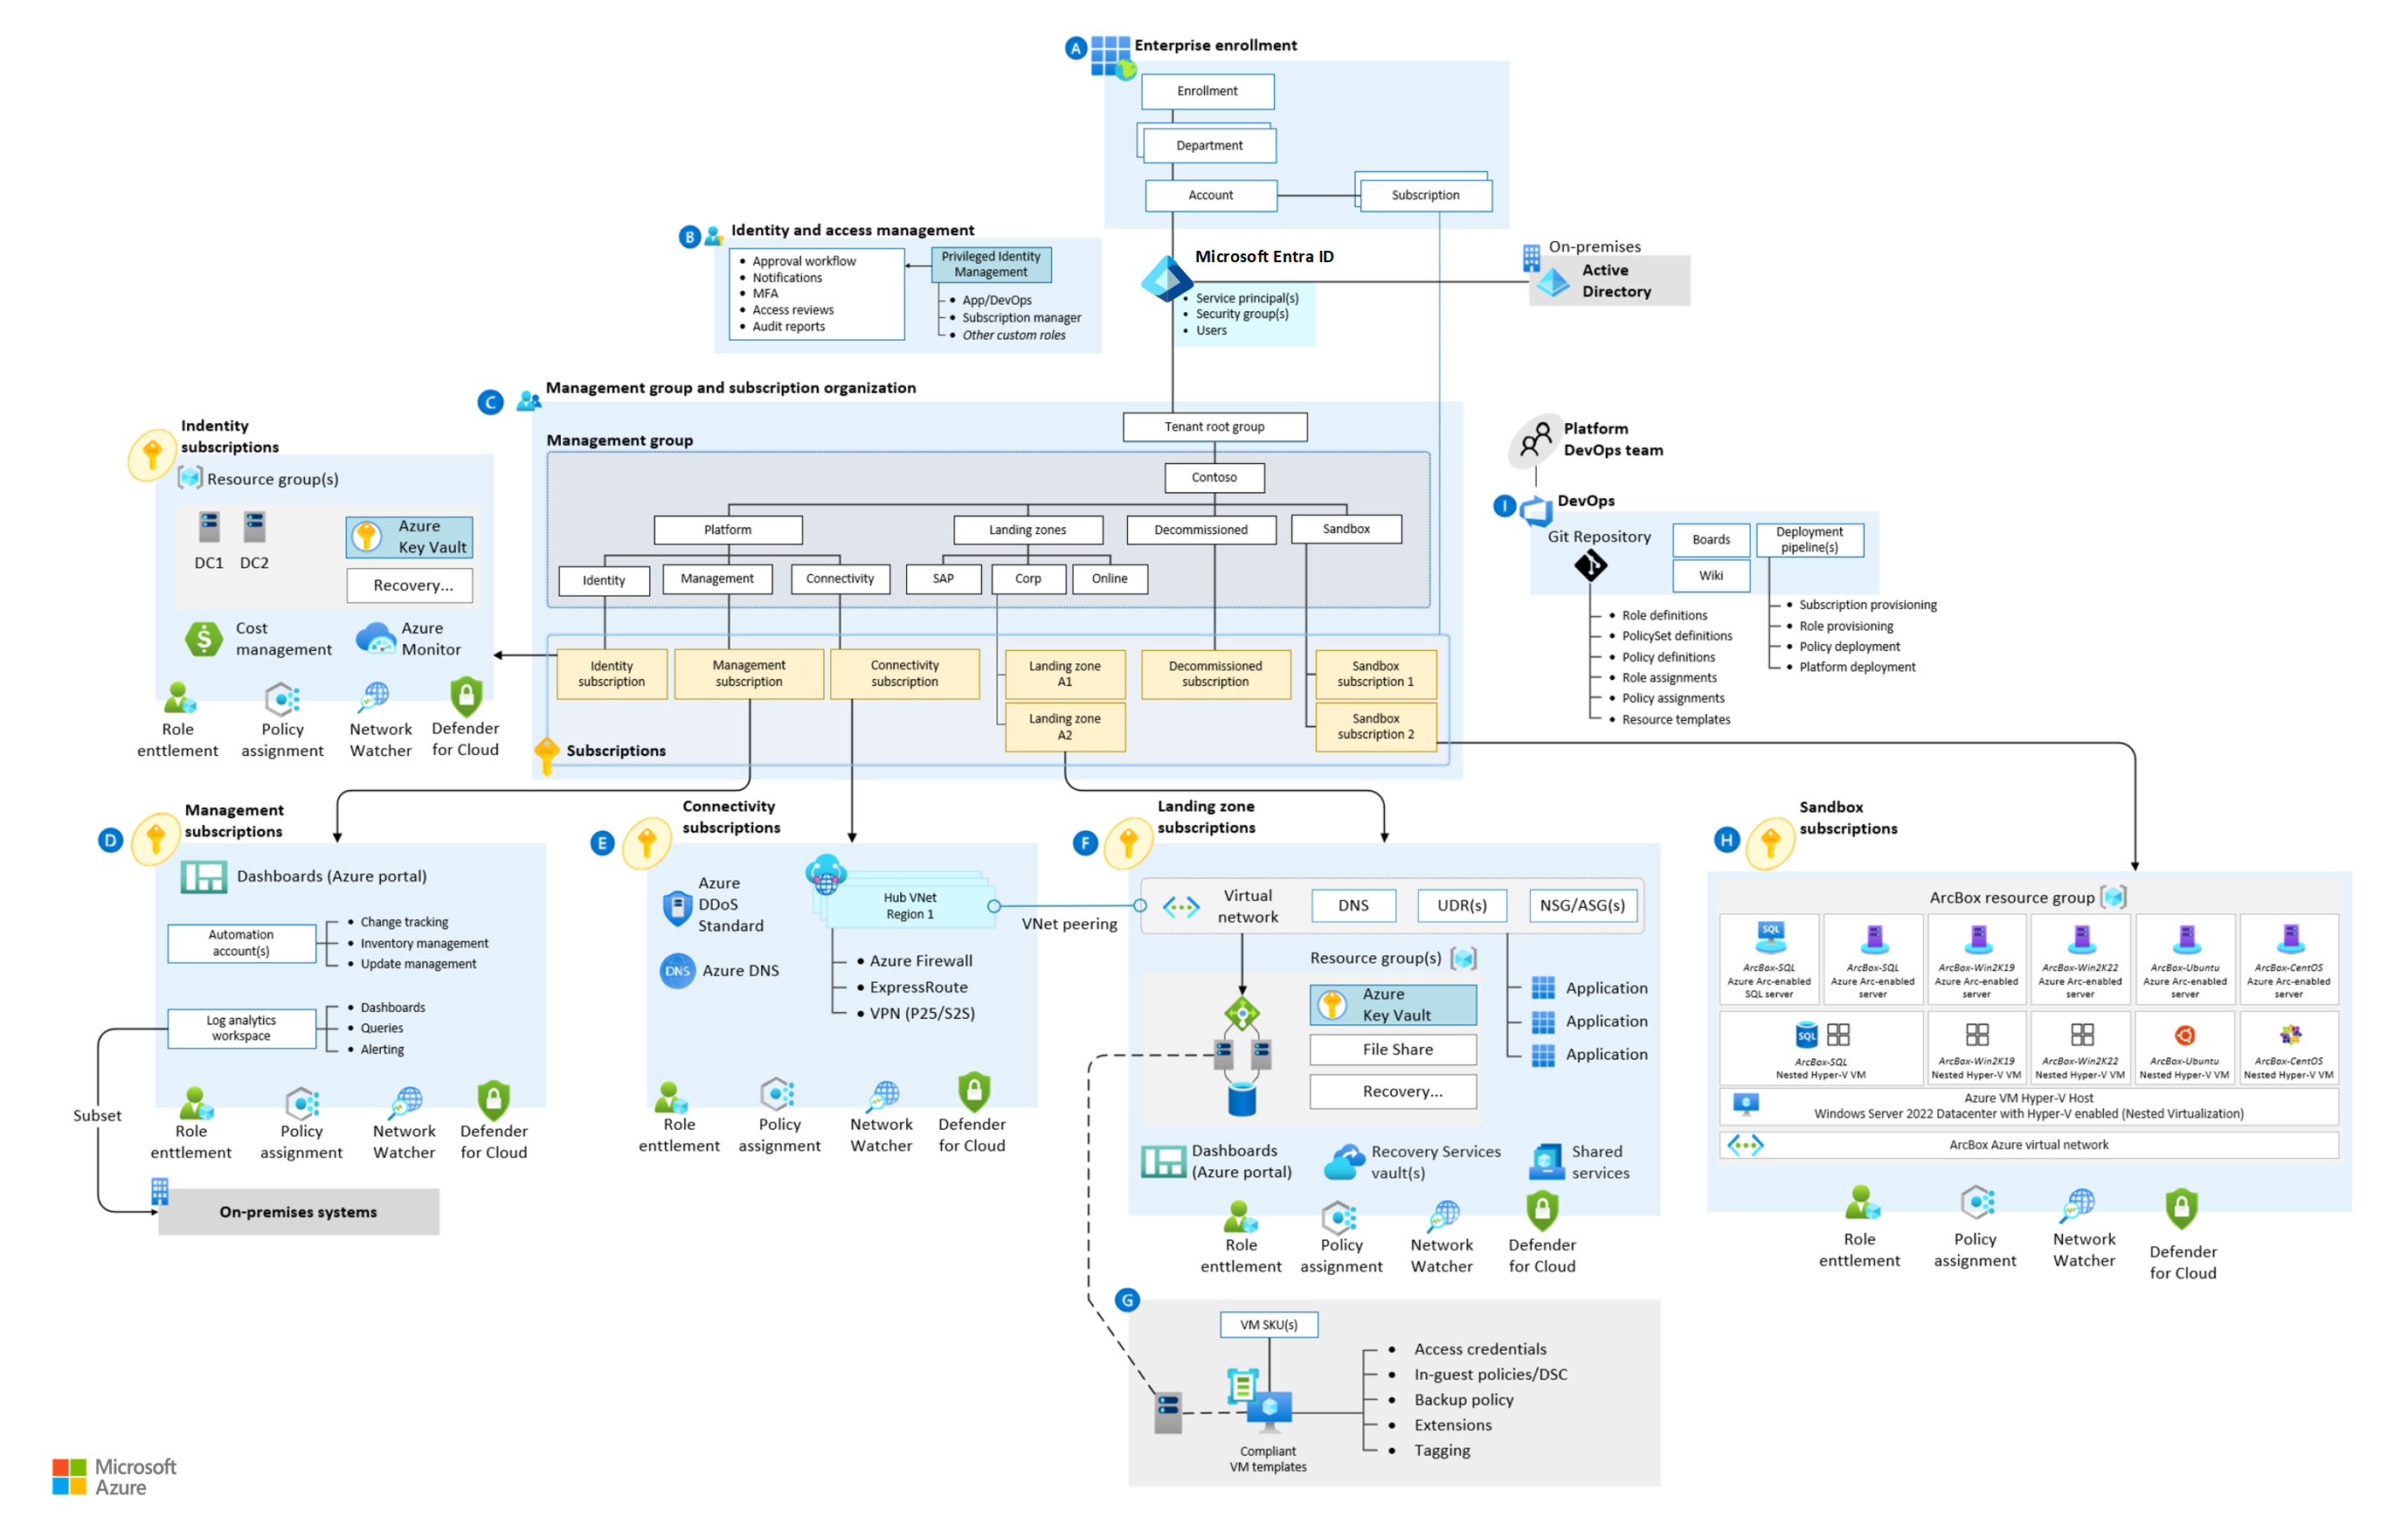 A
Enterprise enrollment
Enrollment
Department
Account
Subscription
B
Identity and access management
• Approval workflow
• Notifications
• MFA
• Access reviews
• Audit reports
Privileged Identity
Management
• App/DevOps
• Subscription manager
• Other custom roles
Microsoft Entra ID
• Service principal(s)
• Security group(s)
• Users
On-premises
Active
Directory
C
Management group and subscription organization
Management group
Tenant root group
Contoso
Platform
Landing zones
Decommissioned
Sandbox
Identity
Management
Connectivity
SAP
Corp
Online
Identity
subscription
Management
subscription
Connectivity
subscription
Landing zone
A1
Landing zone
A2
Decommissioned
subscription
Sandbox
subscription 1
Sandbox
subscription 2
Subscriptions
Indentity
subscriptions
Resource group(s)
DC1
DC2
Azure
Key Vault
Recovery...
Cost
management
Azure
Monitor
Role
enttlement
Policy
assignment
Network
Watcher
Defender
for Cloud
Platform
DevOps team
I
DevOps
Git Repository
Boards
Wiki
Deployment
pipeline(s)
• Role definitions
• PolicySet definitions
• Policy definitions
• Role assignments
• Policy assignments
• Resource templates
• Subscription provisioning
• Role provisioning
• Policy deployment
• Platform deployment
D
Management
subscriptions
Dashboards (Azure portal)
Automation
account(s)
• Change tracking
• Inventory management
• Update management
Log analytics
workspace
• Dashboards
• Queries
• Alerting
Subset
Role
enttlement
Policy
assignment
Network
Watcher
Defender
for Cloud
On-premises systems
E
Connectivity
subscriptions
Azure
DDoS
Standard
DNS
Azure DNS
Hub VNet
Region 1
• Azure Firewall
• ExpressRoute
• VPN (P25/S2S)
VNet peering
Role
enttlement
Policy
assignment
Network
Watcher
Defender
for Cloud
F
Landing zone
subscriptions
Virtual
network
DNS
UDR(s)
NSG/ASG(s)
Resource group(s)
Azure
Key Vault
File Share
Recovery...
Application
Application
Application
Dashboards
(Azure portal)
Recovery Services
vault(s)
Shared
services
Role
enttlement
Policy
assignment
Network
Watcher
Defender
for Cloud
G
VM SKU(s)
Compliant
VM templates
• Access credentials
• In-guest policies/DSC
• Backup policy
• Extensions
• Tagging
H
Sandbox
subscriptions
ArcBox resource group
SQL
ArcBox-SQL
Azure Arc-enabled
SQL server
ArcBox-SQL
Azure Arc-enabled
server
ArcBox-Win2K19
Azure Arc-enabled
server
ArcBox-Win2K22
Azure Arc-enabled
server
ArcBox-Ubuntu
Azure Arc-enabled
server
ArcBox-CentOS
Azure Arc-enabled
server
SQL
ArcBox-SQL
Nested Hyper-V VM
ArcBox-Win2K19
Nested Hyper-V VM
ArcBox-Win2K22
Nested Hyper-V VM
ArcBox-Ubuntu
Nested Hyper-V VM
ArcBox-CentOS
Nested Hyper-V VM
Azure VM Hyper-V Host
Windows Server 2022 Datacenter with Hyper-V enabled (Nested Virtualization)
ArcBox Azure virtual network
Role
enttlement
Policy
assignment
Network
Watcher
Defender
for Cloud
Microsoft
Azure